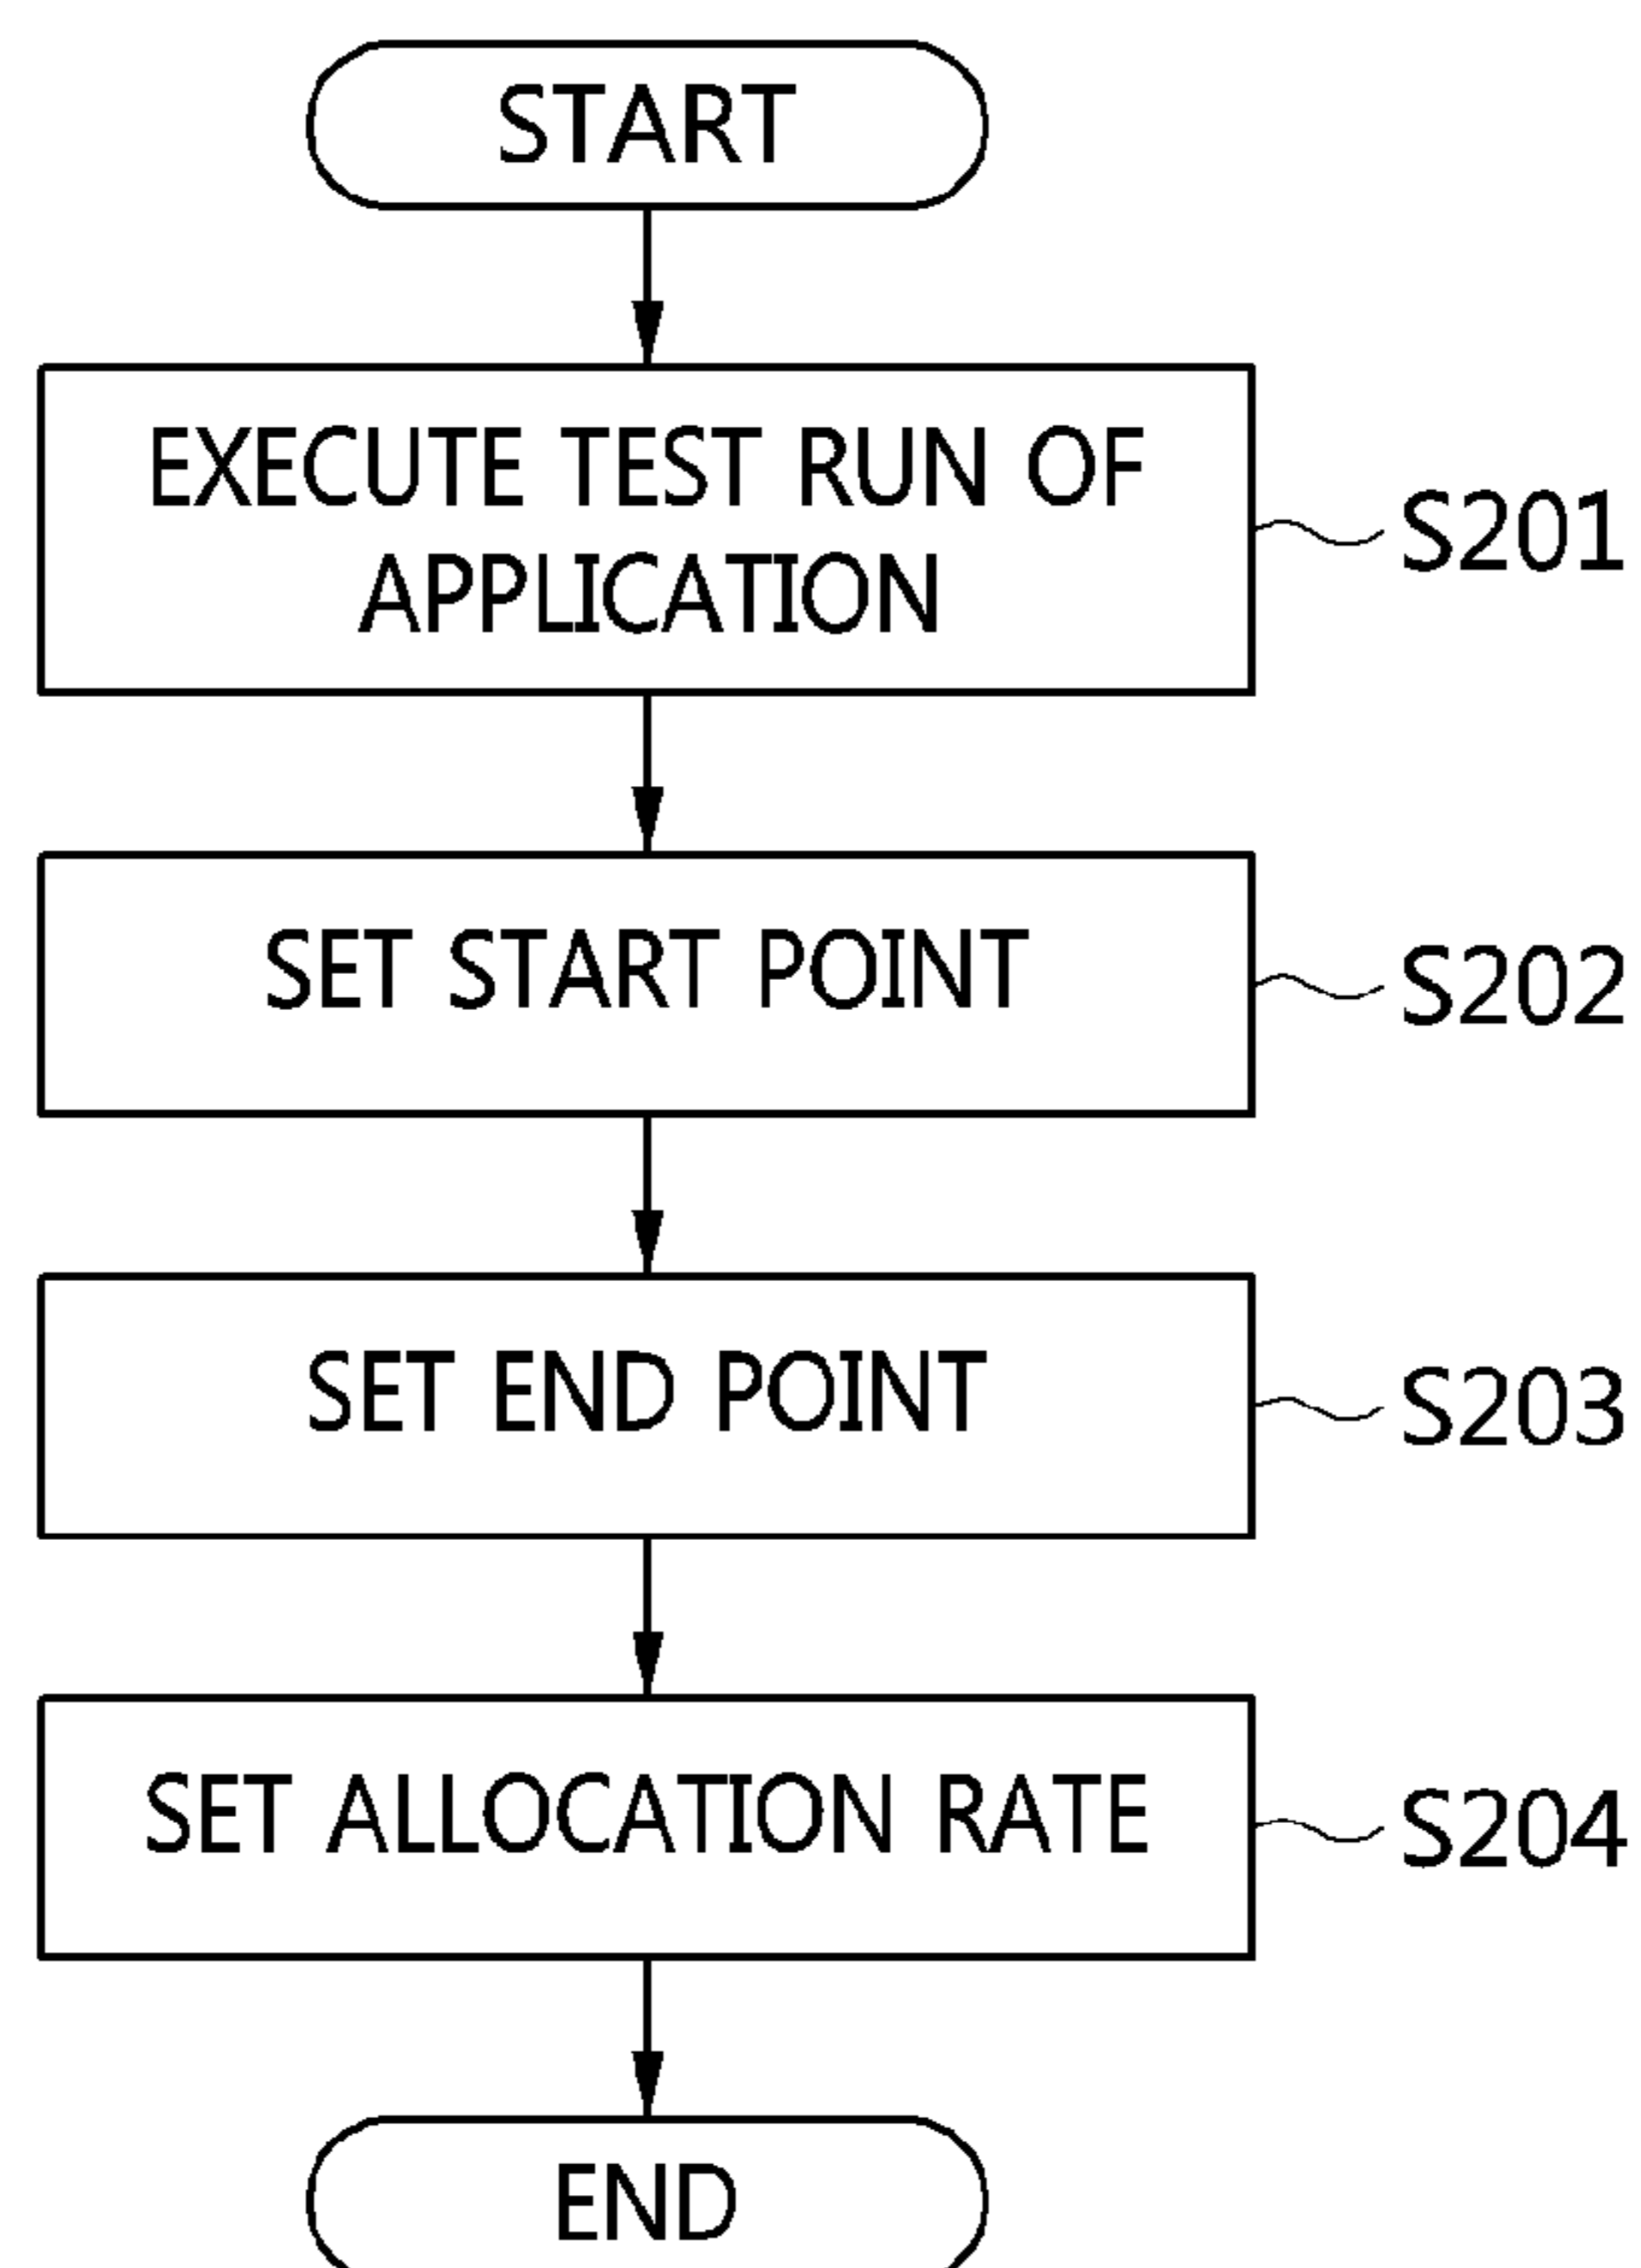 START
EXECUTE TEST RUN OF
APPLICATION
S201
SET START POINT
S202
SET END POINT
S203
SET ALLOCATION RATE
S204
END